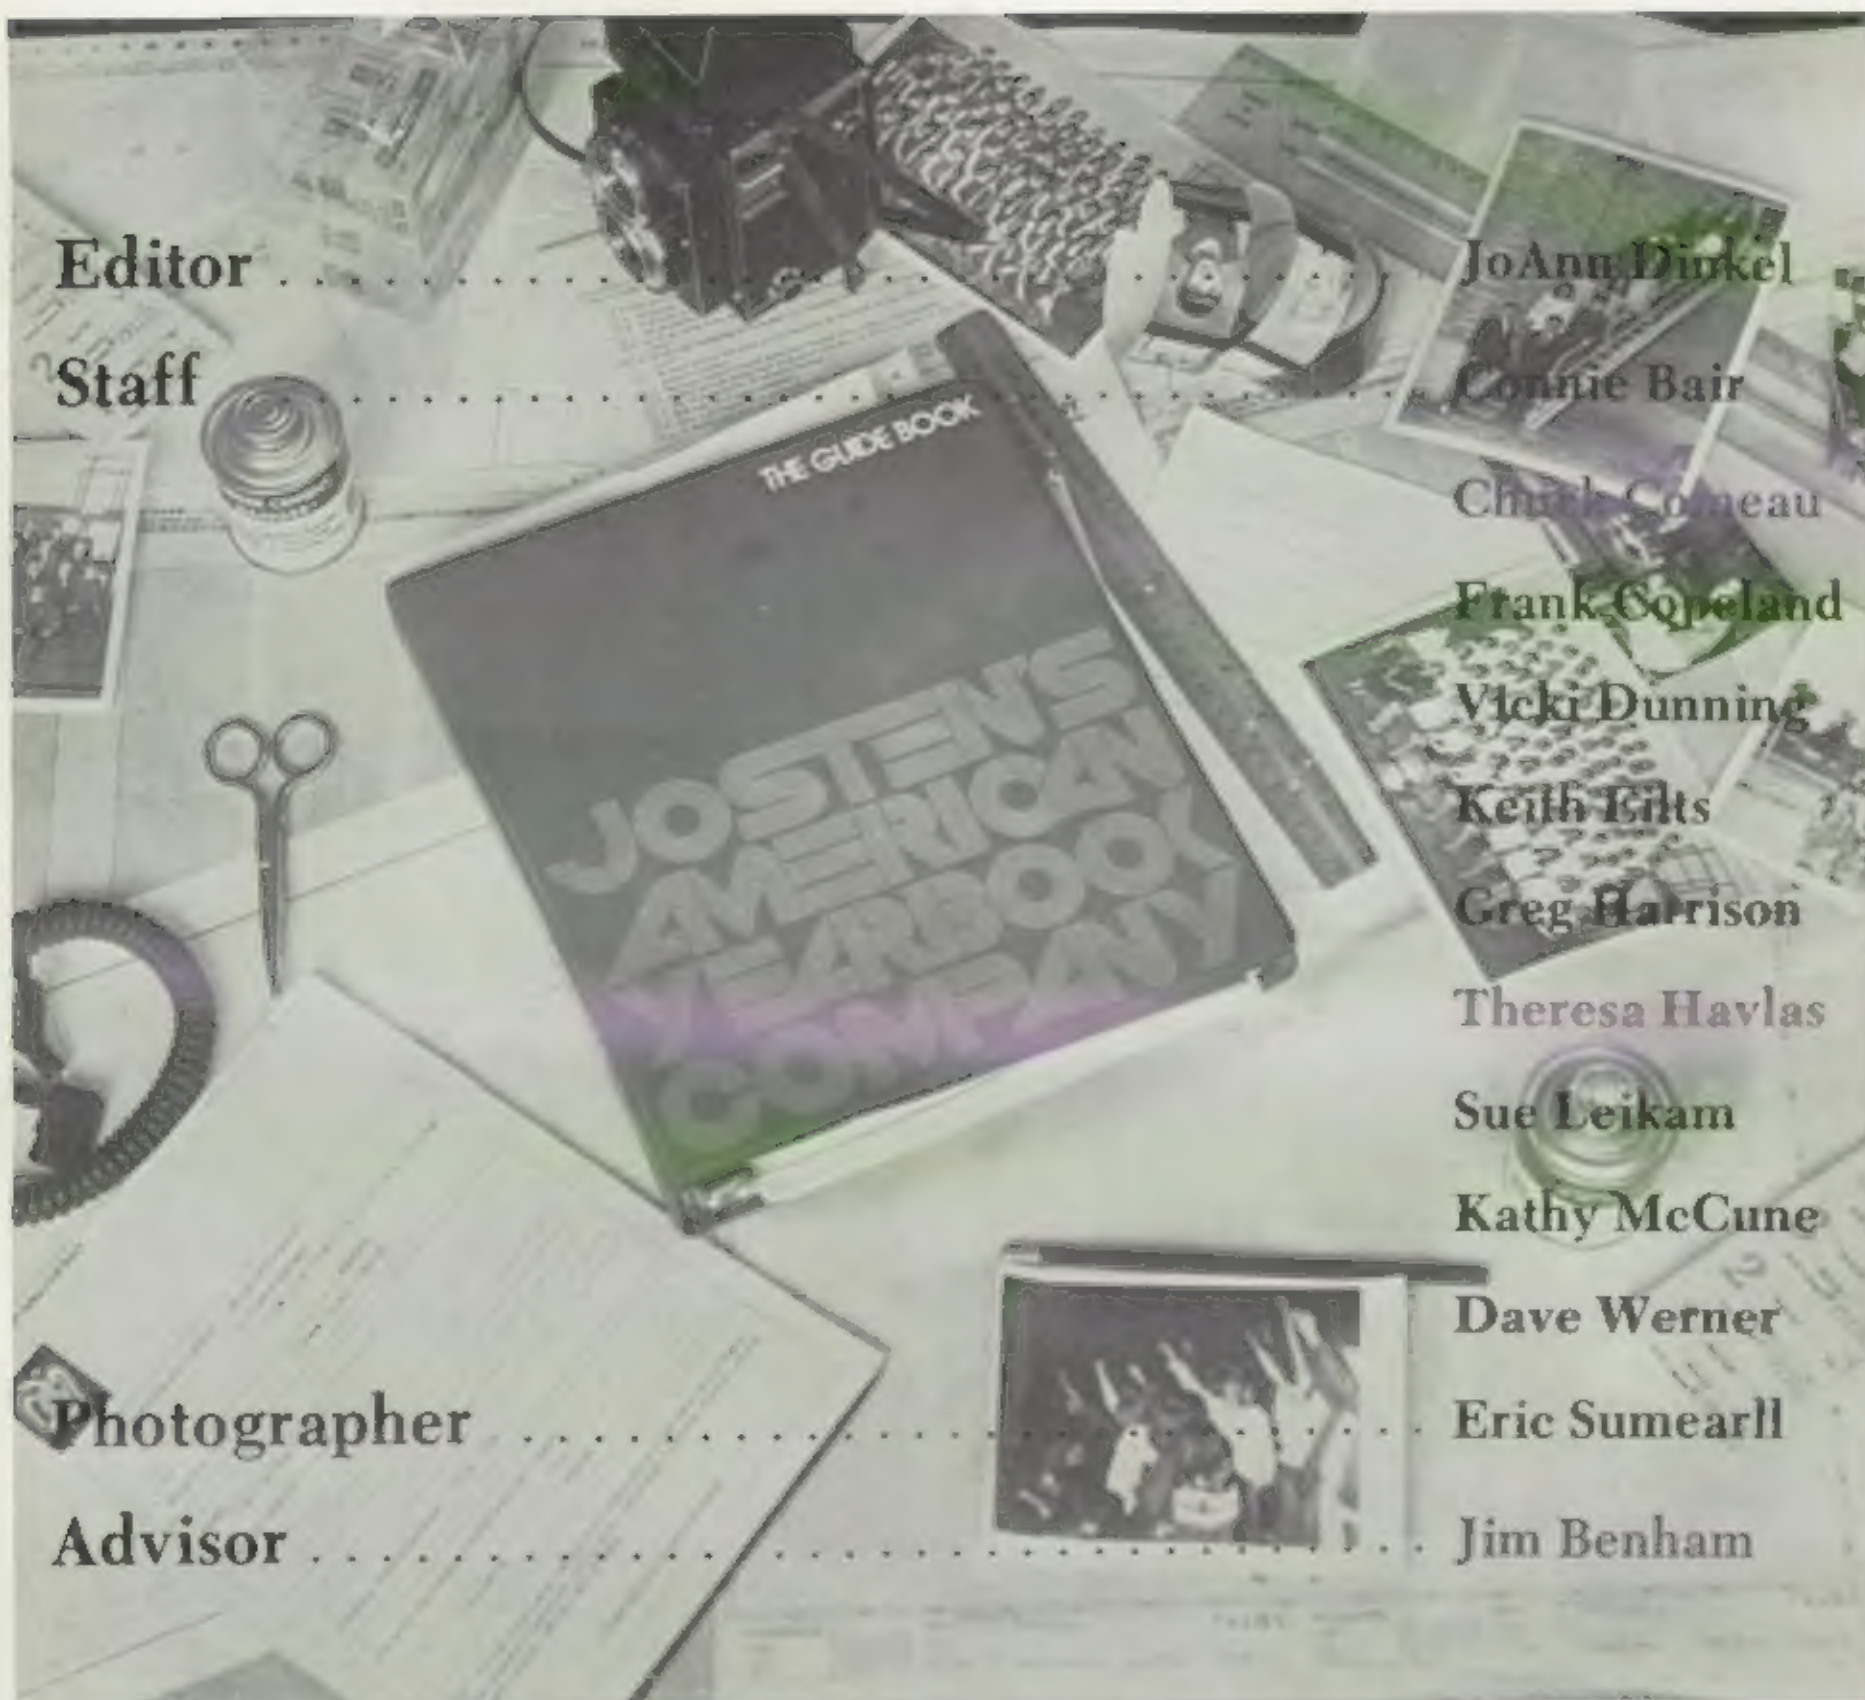 Editor . . . . . . . . . . . . . . . . . . . . JoAnn Dinkel
Staff . . . . . . . . . . . . . . . . . . . . Connie Bair
Chuck Comeau
Frank Copeland
Vicki Dunning
Keith Eilts
Greg Harrison
Theresa Havlas
Sue Leikam
Kathy McCune
Dave Werner
Photographer . . . . . . . . . . . . . . . . . . . . Eric Sumearll
Advisor . . . . . . . . . . . . . . . . . . . . Jim Benham
THE GUIDE BOOK
JOSTEN'S
AMERICAN
YEARBOOK
COMPANY